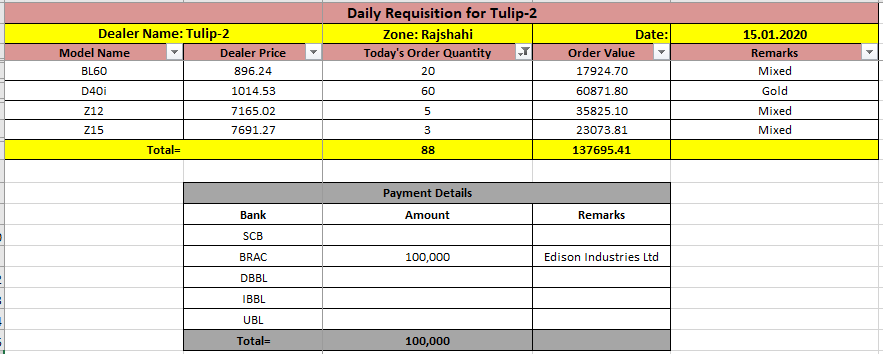 Daily Requisition for Tulip-2
Dealer Name: Tulip-2 Zone: Rajshahi Date: 15.01.2020
Model Name Dealer Price Today's Order Quantity Order Value Remarks
BL60 896.24 20 17924.70 Mixed
D40i 1014.53 60 60871.80 Gold
Z12 7165.02 5 35825.10 Mixed
Z15 7691.27 3 23073.81 Mixed
Total= 88 137695.41
Payment Details
Bank Amount Remarks
SCB
BRAC 100,000 Edison Industries Ltd
DBBL
IBBL
UBL
Total= 100,000